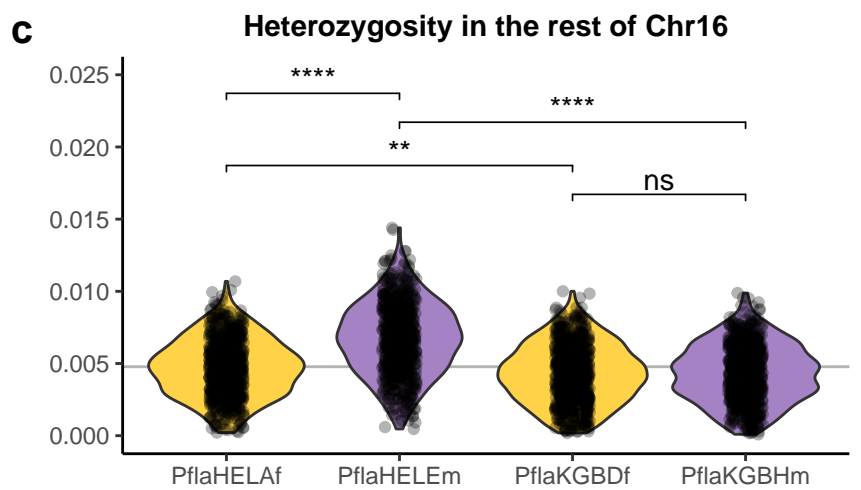 c
Heterozygosity in the rest of Chr16
0.025
****
****
0.020
**
ns
0.015
0.010
0.005
0.000
PflaHELAf PflaHELEm PflaKGBDf PflaKGBHm